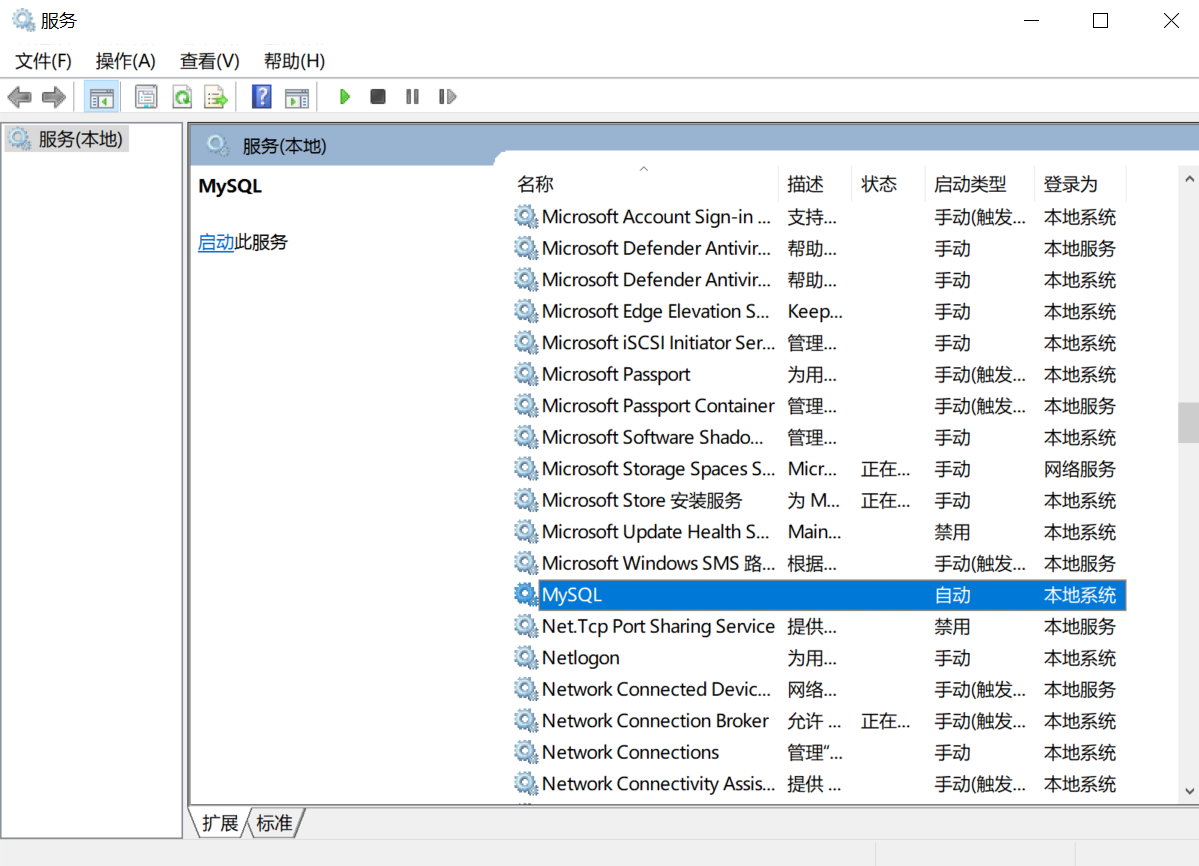 服务
文件(F) 操作(A) 查看(V) 帮助(H)
服务(本地)
服务(本地)
MySQL
启动此服务
名称 描述 状态 启动类型 登录为
Microsoft Account Sign-in ... 支持... 手动(触发... 本地系统
Microsoft Defender Antivir... 帮助... 手动 本地服务
Microsoft Defender Antivir... 帮助... 手动 本地系统
Microsoft Edge Elevation S... Keep... 手动 本地系统
Microsoft iSCSI Initiator Ser... 管理... 手动 本地系统
Microsoft Passport 为用... 手动(触发... 本地系统
Microsoft Passport Container 管理... 手动(触发... 本地服务
Microsoft Software Shado... 管理... 手动 本地系统
Microsoft Storage Spaces S... Micr... 正在... 手动 网络服务
Microsoft Store 安装服务 为 M... 正在... 手动 本地系统
Microsoft Update Health S... Main... 禁用 本地系统
Microsoft Windows SMS 路... 根据... 手动(触发... 本地服务
MySQL 自动 本地系统
Net.Tcp Port Sharing Service 提供... 禁用 本地服务
Netlogon 为用... 手动 本地系统
Network Connected Devic... 网络... 手动(触发... 本地服务
Network Connection Broker 允许 ... 正在... 手动(触发... 本地系统
Network Connections 管理“... 手动 本地系统
Network Connectivity Assis... 提供 ... 手动(触发... 本地系统
扩展 标准